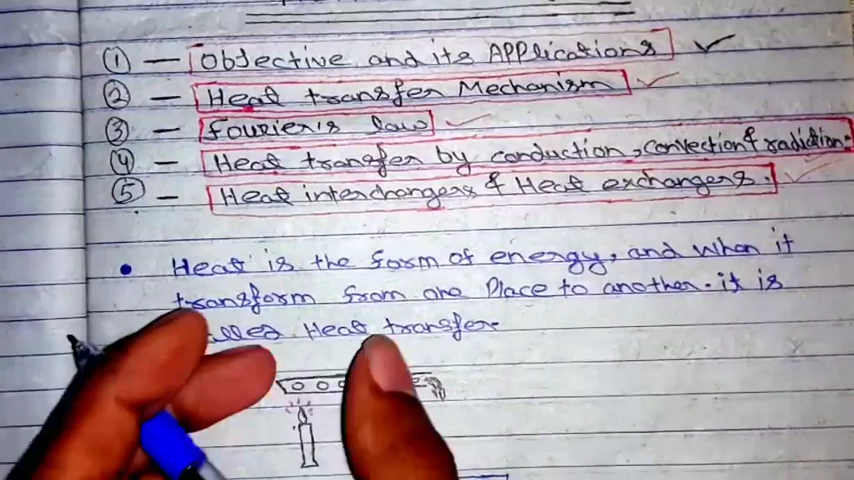 ① — Objective and its Applications ✓
② — Heat transfer Mechanism ✓
③ — Fourier's law ✓
④ — Heat transfer by conduction, convection & radiation.
⑤ — Heat interchangers & Heat exchangers. ✓
• Heat is the form of energy, and when it
transform from one Place to another. it is
Heat transfer